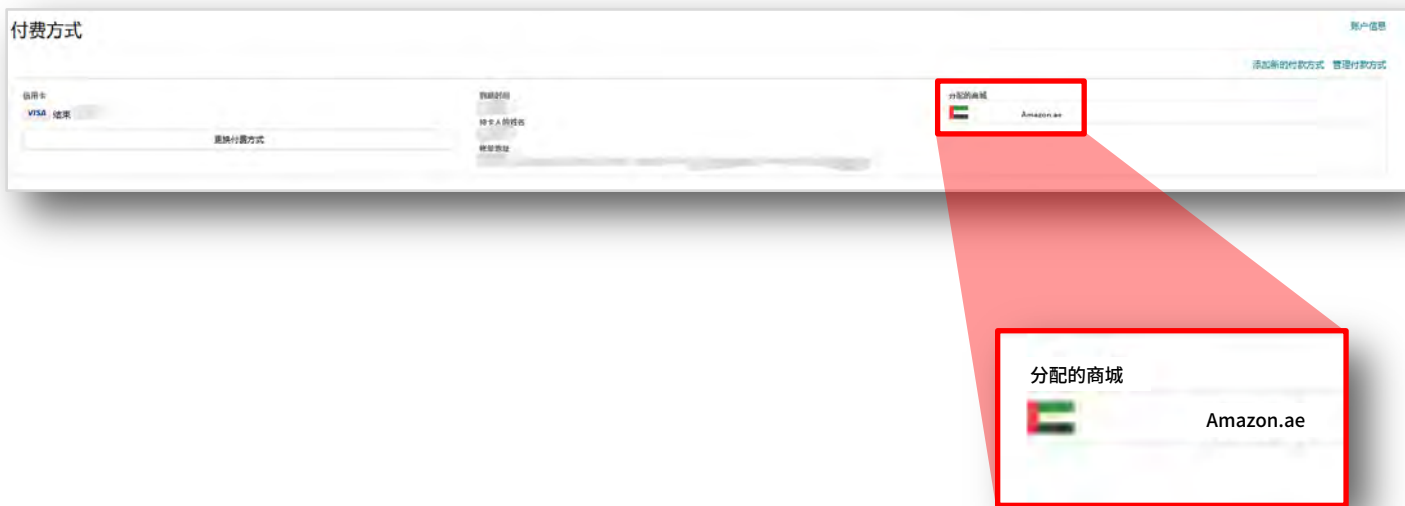 付费方式
账户信息
添加新的付款方式 管理付款方式
信用卡
VISA 结束
更换付费方式
到期时间
持卡人的姓名
账单地址
分配的商城
Amazon.ae
分配的商城
Amazon.ae